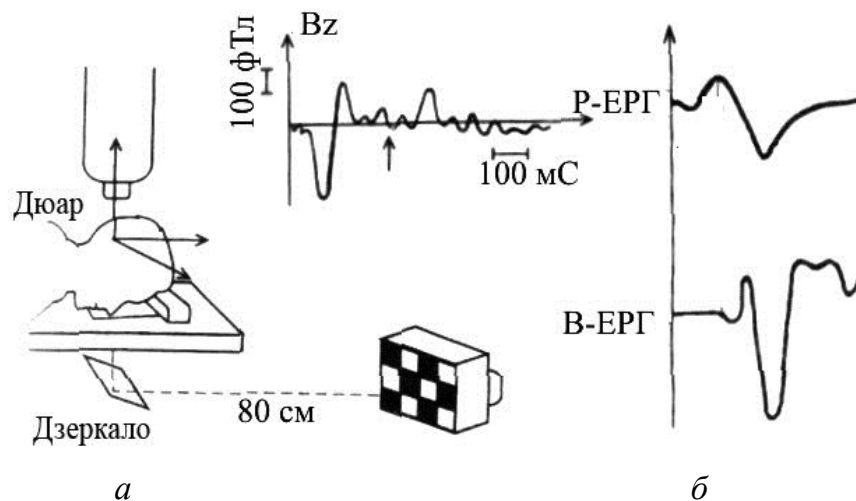 Bz
100 фТл
100 мС
Дюар
80 см
Дзеркало
а
Р-ЕРГ
В-ЕРГ
б